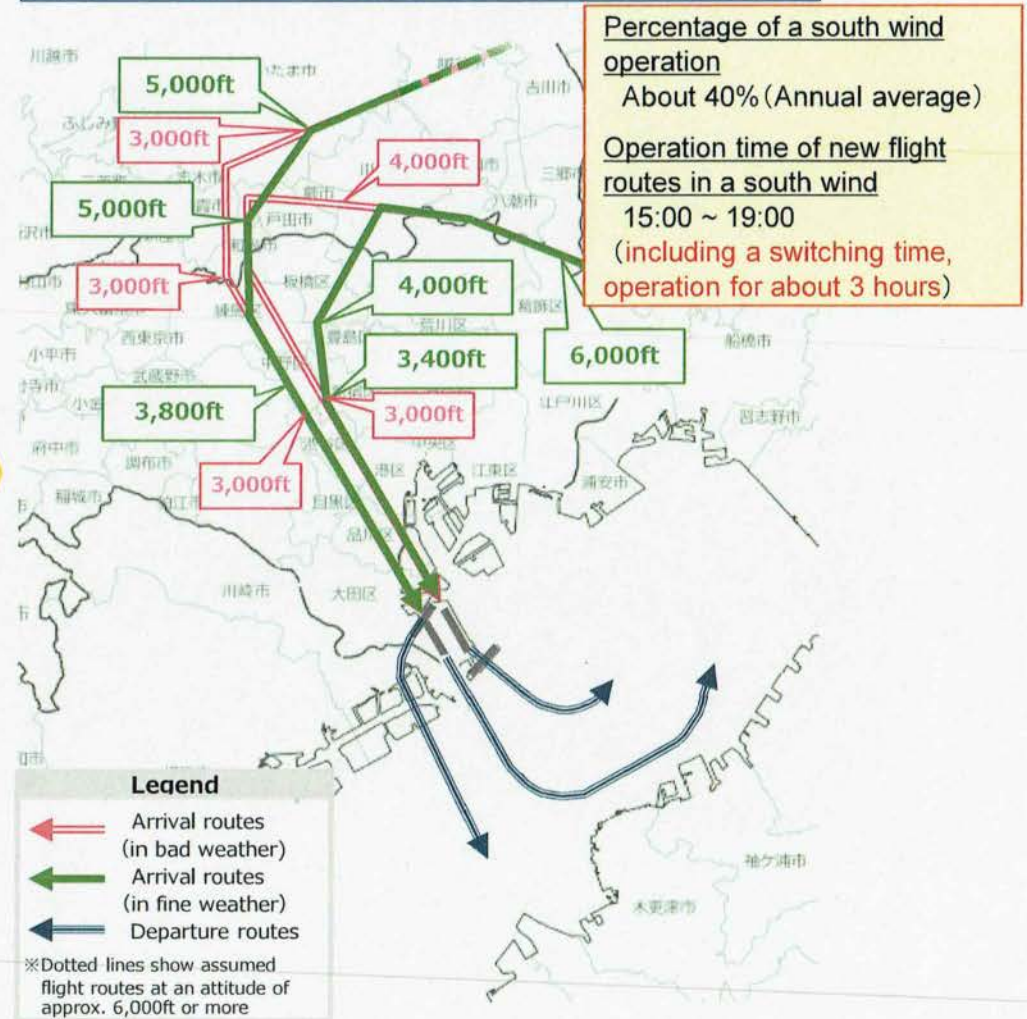 Percentage of a south wind
operation
About 40%(Annual average)
Operation time of new flight
routes in a south wind
15:00 ~ 19:00
(including a switching time,
operation for about 3 hours)
川越市
たま市
吉川市
5,000ft
3,000ft
4,000ft
三郷市
八潮市
5,000ft
戸田市
3,000ft
板橋区
4,000ft
荒川区
葛飾区
練馬区
西東京市
小平市
船橋市
3,400ft
6,000ft
武蔵野市
3,800ft
3,000ft
江戸川区
習志野市
府中市
調布市
中央区
3,000ft
港区
江東区
浦安市
稲城市
狛江市
目黒区
品川区
川崎市
大田区
Legend
Arrival routes
(in bad weather)
Arrival routes
(in fine weather)
Departure routes
※Dotted lines show assumed
flight routes at an attitude of
approx. 6,000ft or more
袖ケ浦市
木更津市